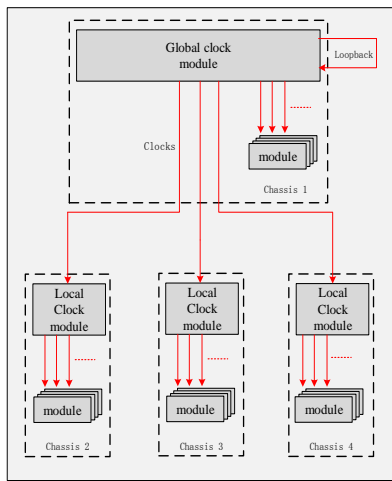 Global clock
module
Loopback
Clocks
module
Chassis 1
Local
Clock
module
Local
Clock
module
Local
Clock
module
module
module
module
Chassis 2
Chassis 3
Chassis 4